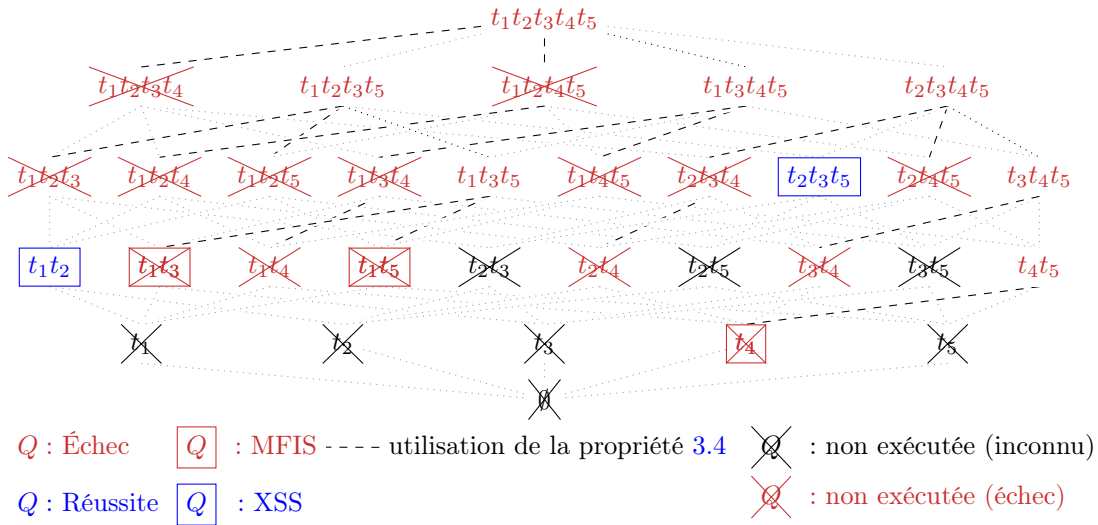 t₁t₂t₃t₄t₅
t₁t₂t₃t₄ t₁t₂t₃t₅ t₁t₂t₄t₅ t₁t₃t₄t₅ t₂t₃t₄t₅
t₁t₂t₃ t₁t₂t₄ t₁t₂t₅ t₁t₃t₄ t₁t₃t₅ t₁t₄t₅ t₂t₃t₄ t₂t₃t₅ t₂t₄t₅ t₃t₄t₅
t₁t₂ t₁t₃ t₁t₄ t₁t₅ t₂t₃ t₂t₄ t₂t₅ t₃t₄ t₃t₅ t₄t₅
t₁ t₂ t₃ t₄ t₅
∅
Q : Échec Q : MFIS ---- utilisation de la propriété 3.4 Q : non exécutée (inconnu)
Q : Réussite Q : XSS Q : non exécutée (échec)